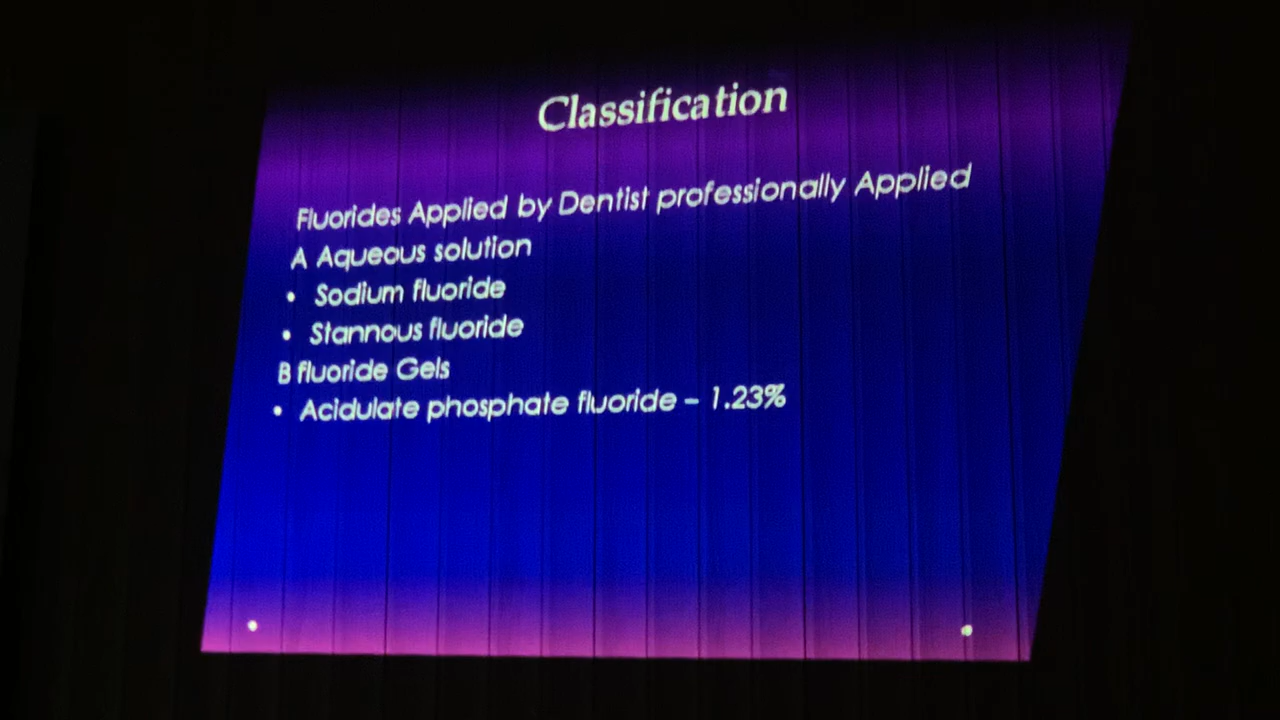 Classification
Fluorides Applied by Dentist professionally Applied
A Aqueous solution
• Sodium fluoride
• Stannous fluoride
B fluoride Gels
• Acidulate phosphate fluoride – 1.23%